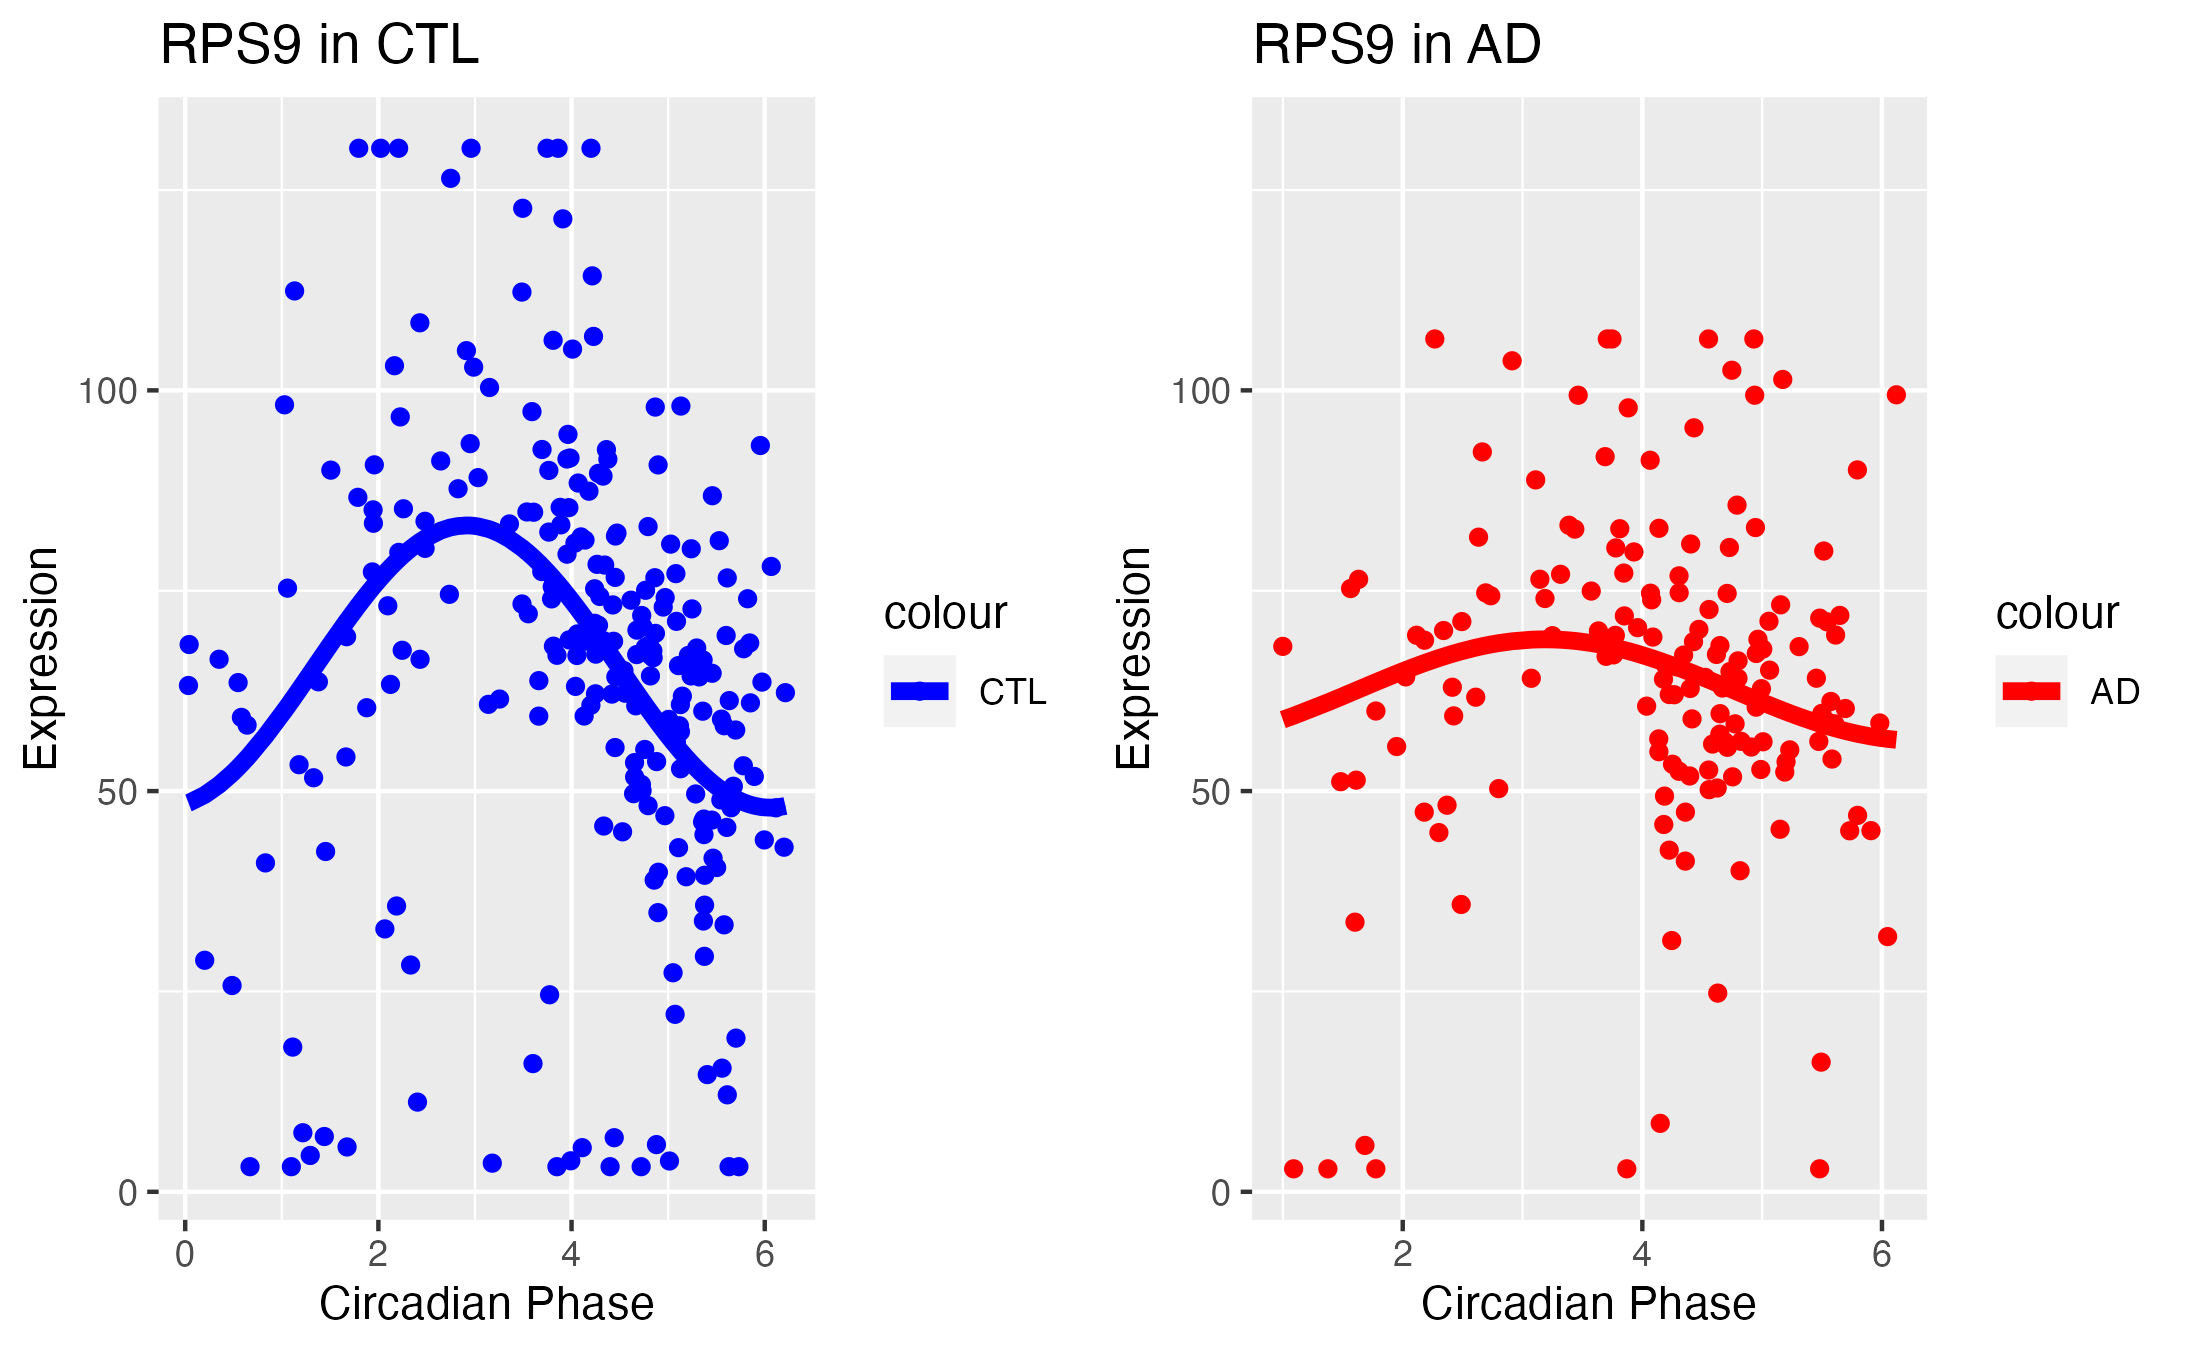 RPS9 in CTL
Expression
100
50
0
0 2 4 6
Circadian Phase
colour
CTL
RPS9 in AD
Expression
100
50
0
2 4 6
Circadian Phase
colour
AD